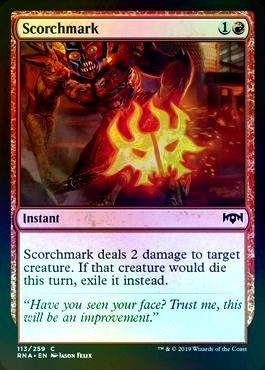 Scorchmark 1
Instant
Scorchmark deals 2 damage to target
creature. If that creature would die
this turn, exile it instead.
“Have you seen your face? Trust me, this
will be an improvement.”
113/259 C
RNA • EN Jason Felix
™ & © 2019 Wizards of the Coast